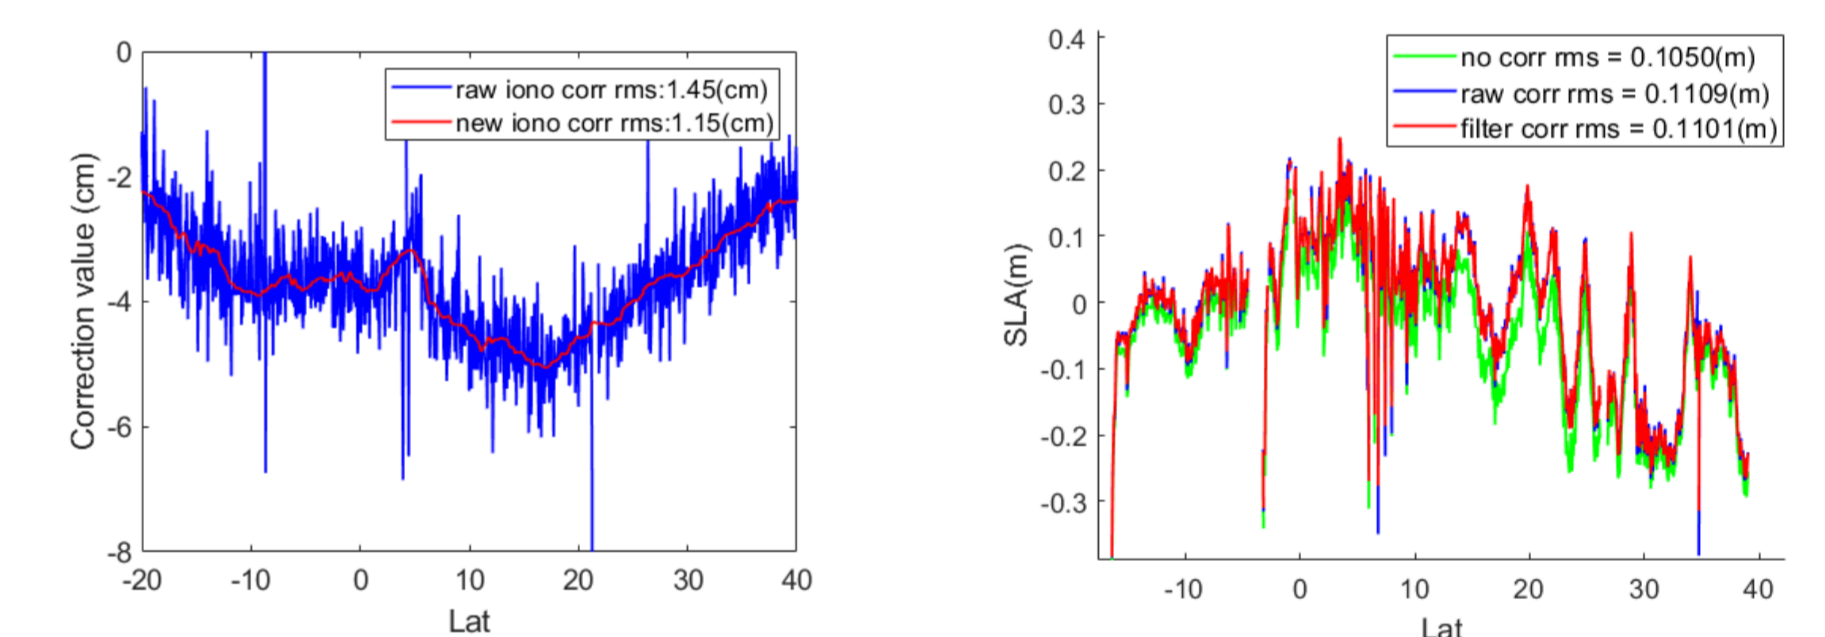 0
-2
-4
-6
-8
Correction value (cm)
raw iono corr rms:1.45(cm)
new iono corr rms:1.15(cm)
-20 -10 0 10 20 30 40
Lat
0.4
0.3
0.2
0.1
0
-0.1
-0.2
-0.3
SLA(m)
no corr rms = 0.1050(m)
raw corr rms = 0.1109(m)
filter corr rms = 0.1101(m)
-10 0 10 20 30 40
Lat